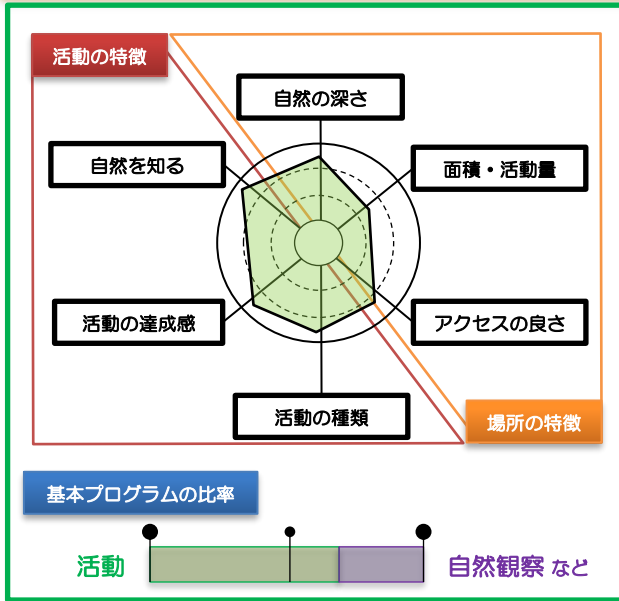 活動の特徴
自然の深さ
自然を知る
面積・活動量
活動の達成感
アクセスの良さ
活動の種類
場所の特徴
基本プログラムの比率
活動
自然観察 など